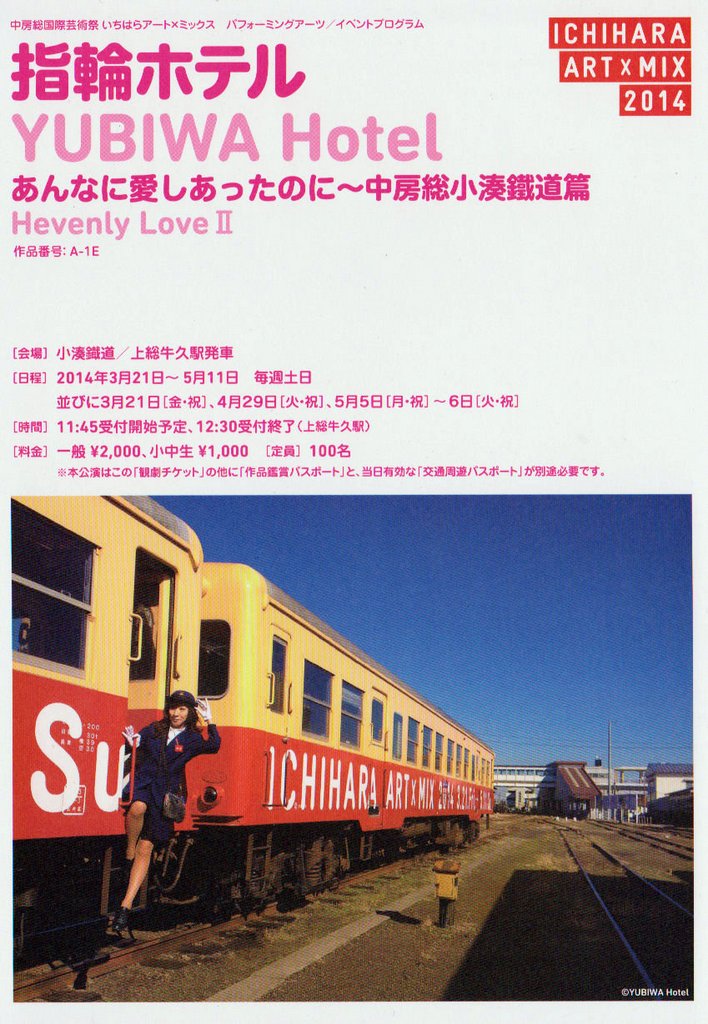 中房総国際芸術祭 いちはらアート×ミックス　パフォーミングアーツ／イベントプログラム
ICHIHARA
ART×MIX
2014
指輪ホテル
YUBIWA Hotel
あんなに愛しあったのに～中房総小湊鐵道篇
Hevenly Love Ⅱ
作品番号: A-1E
[会場] 小湊鐵道／上総牛久駅発車
[日程] 2014年3月21日～5月11日　毎週土日
並びに3月21日[金・祝]、4月29日[火・祝]、5月5日[月・祝]～6日[火・祝]
[時間] 11:45受付開始予定、12:30受付終了(上総牛久駅)
[料金] 一般 ¥2,000、小中生 ¥1,000　[定員] 100名
※本公演はこの「観劇チケット」の他に「作品鑑賞パスポート」と、当日有効な「交通周遊パスポート」が別途必要です。
Su
ICHIHARA ART×MIX 2014 3.21
©YUBIWA Hotel